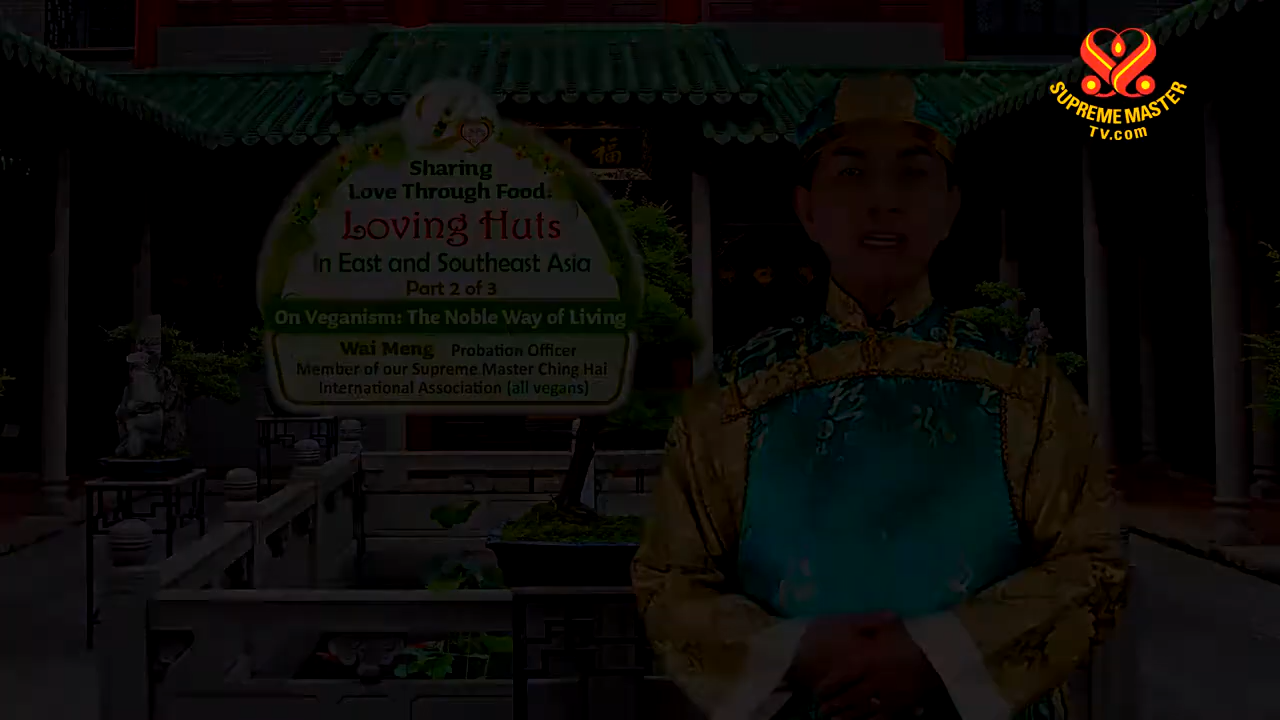 SUPREME MASTER
TV.com
福
Sharing
Love Through Food:
Loving Huts
in East and Southeast Asia
Part 2 of 3
On Veganism: The Noble Way of Living
Wai Meng Probation Officer
Member of our Supreme Master Ching Hai
International Association (all vegans)